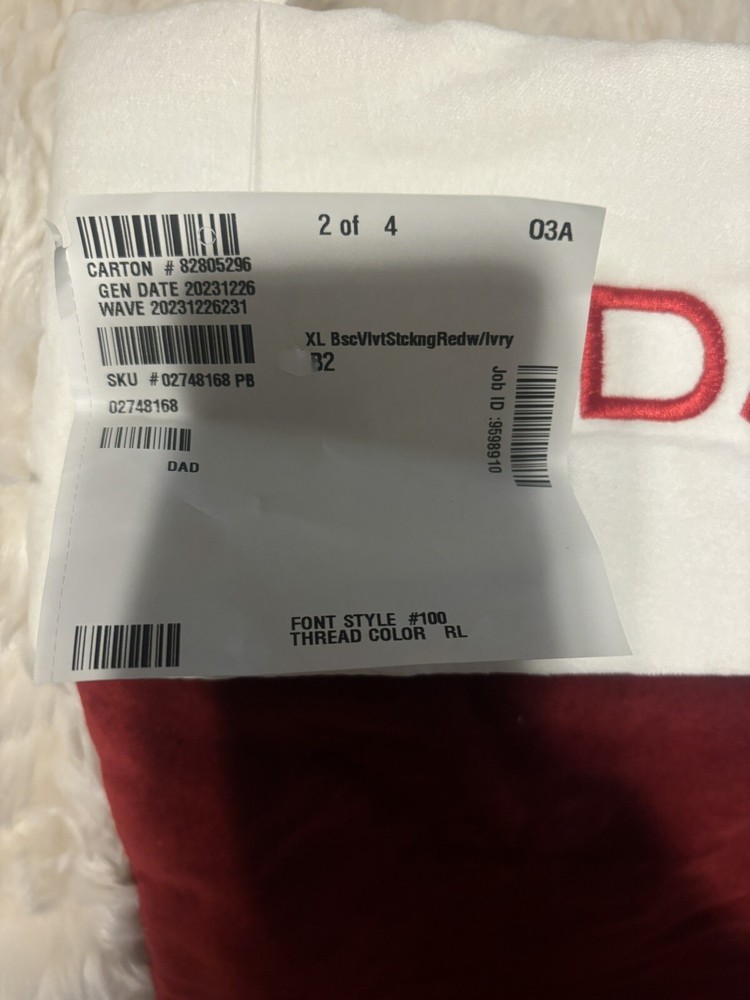 2 of 4
03A
CARTON # 82805296
GEN DATE 20231226
WAVE 20231226231
XL BscVlvtStckngRedw/Ivry
B2
SKU #02748168 PB
02748168
Job ID :9598910
DAD
FONT STYLE #100
THREAD COLOR RL
D